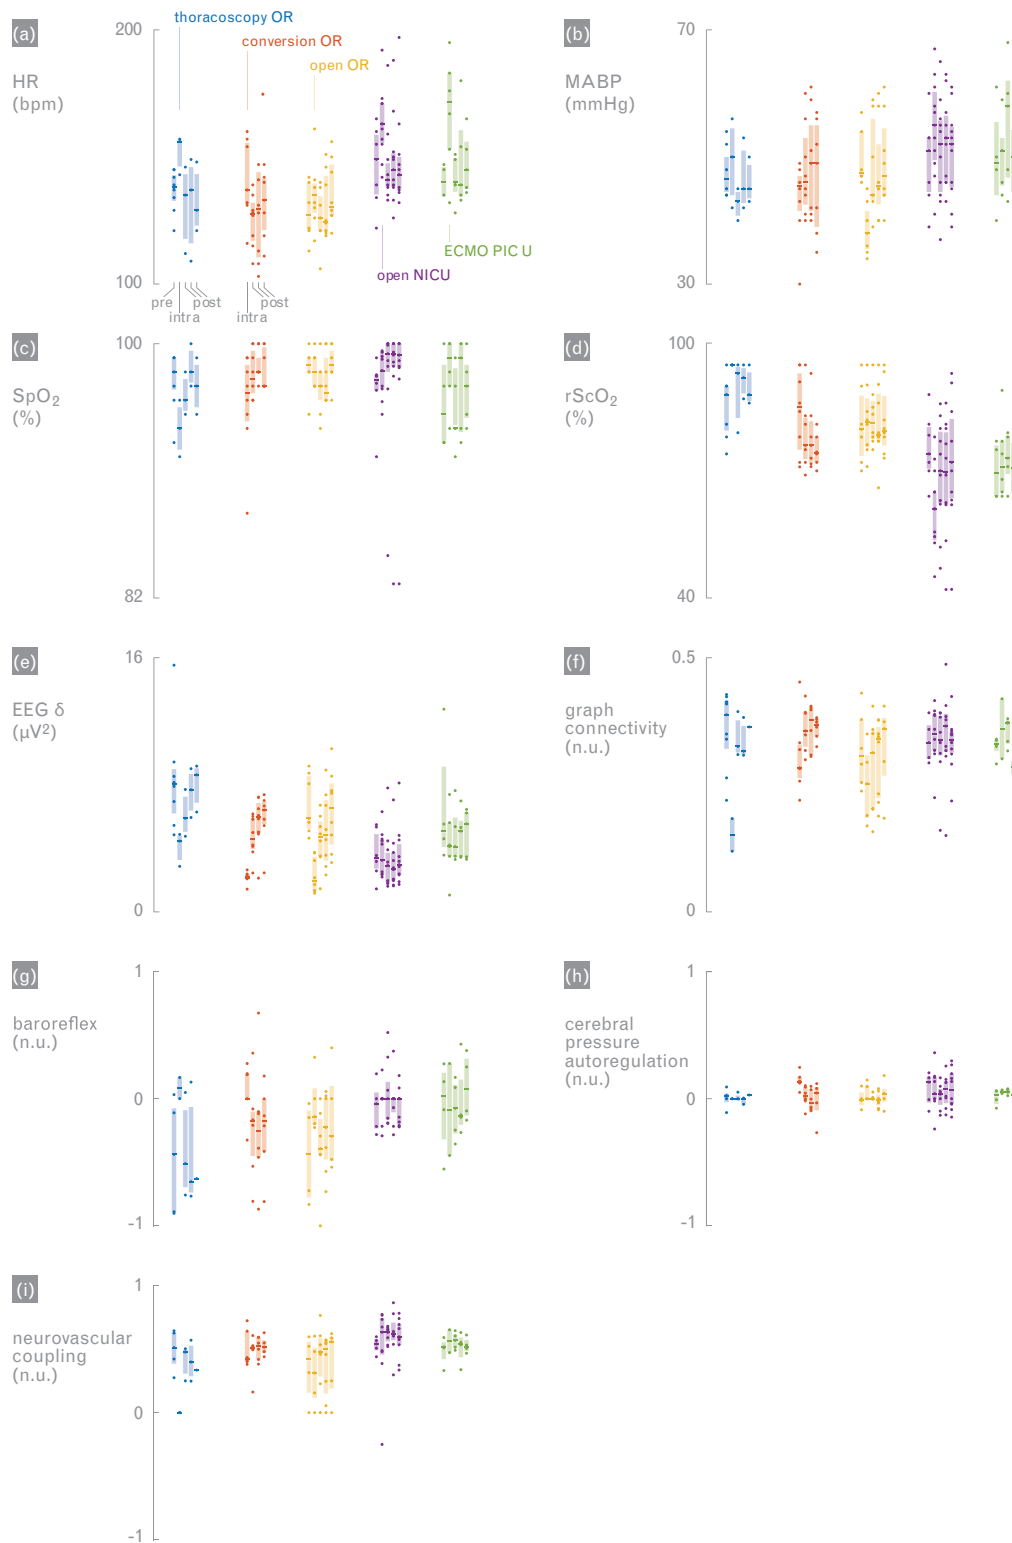 (a)
HR
(bpm)
200
100
thoracoscopy OR
conversion OR
open OR
open NICU
ECMO PIC U
pre
post
intra
post
intra
(b)
MABP
(mmHg)
70
30
(c)
SpO₂
(%)
100
82
(d)
rScO₂
(%)
100
40
(e)
EEG δ
(µV²)
16
0
(f)
graph
connectivity
(n.u.)
0.5
0
(g)
baroreflex
(n.u.)
1
0
-1
(h)
cerebral
pressure
autoregulation
(n.u.)
1
0
-1
(i)
neurovascular
coupling
(n.u.)
1
0
-1